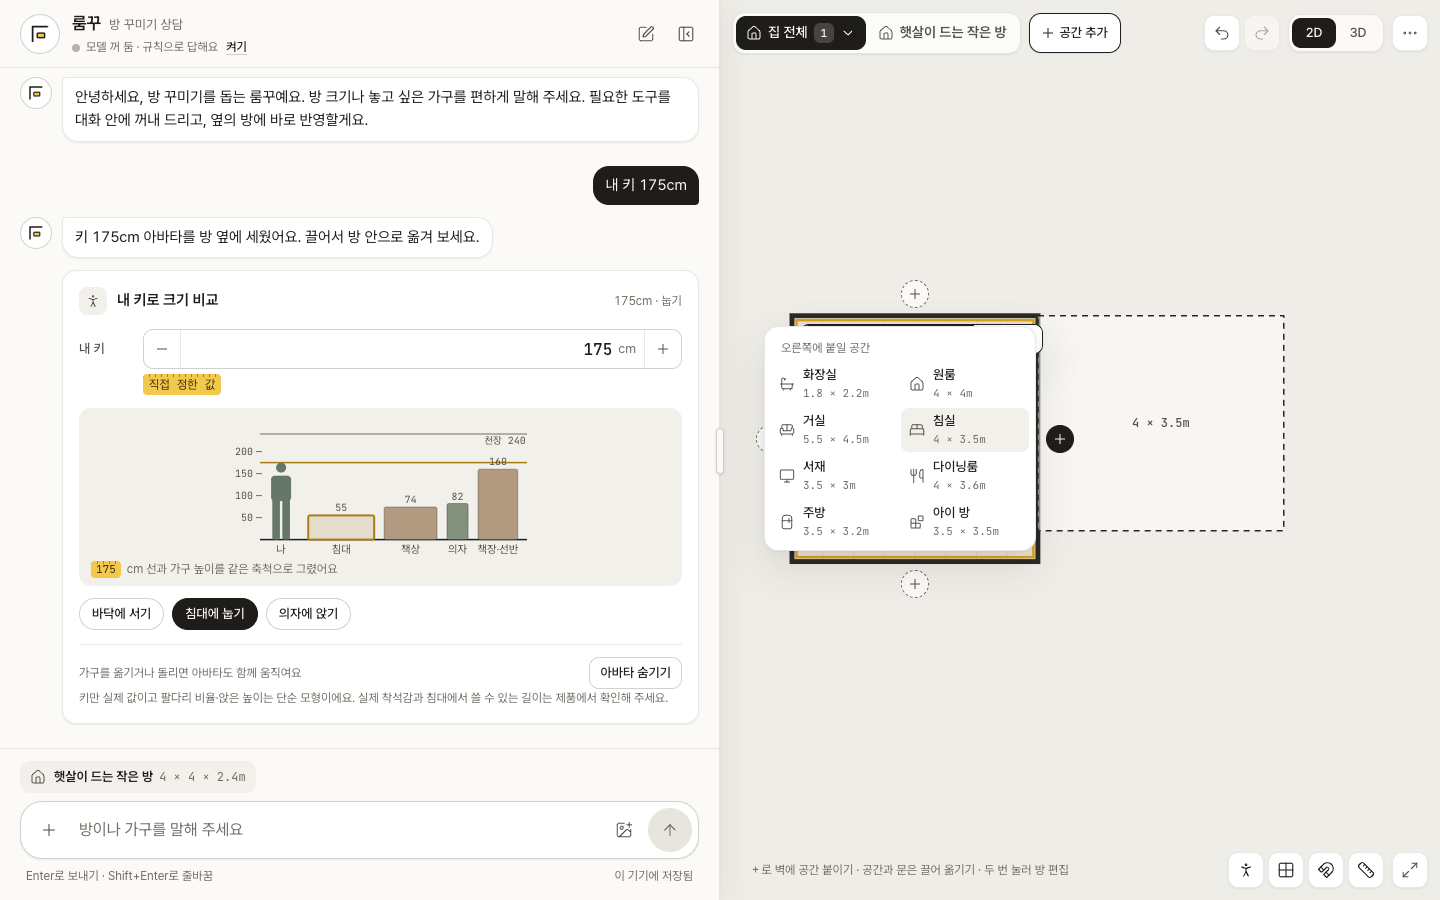 룸꾸 방 꾸미기 상담
모델 꺼 둠 · 규칙으로 답해요 켜기
안녕하세요, 방 꾸미기를 돕는 룸꾸예요. 방 크기나 놓고 싶은 가구를 편하게 말해 주세요. 필요한 도구를
대화 안에 꺼내 드리고, 옆의 방에 바로 반영할게요.
내 키 175cm
키 175cm 아바타를 방 옆에 세웠어요. 끌어서 방 안으로 옮겨 보세요.
내 키로 크기 비교
175cm · 눕기
내 키
175 cm
직접 정한 값
천장 240
200
150
100
50
55
74
82
160
나
침대
책상
의자
책장·선반
175 cm 선과 가구 높이를 같은 축척으로 그렸어요
바닥에 서기
침대에 눕기
의자에 앉기
가구를 옮기거나 돌리면 아바타도 함께 움직여요
아바타 숨기기
키만 실제 값이고 팔다리 비율·앉은 높이는 단순 모형이에요. 실제 착석감과 침대에서 쓸 수 있는 길이는 제품에서 확인해 주세요.
햇살이 드는 작은 방 4 × 4 × 2.4m
방이나 가구를 말해 주세요
Enter로 보내기 · Shift+Enter로 줄바꿈
이 기기에 저장됨
집 전체 1
햇살이 드는 작은 방
+ 공간 추가
2D
3D
오른쪽에 붙일 공간
화장실
1.8 × 2.2m
원룸
4 × 4m
거실
5.5 × 4.5m
침실
4 × 3.5m
서재
3.5 × 3m
다이닝룸
4 × 3.6m
주방
3.5 × 3.2m
아이 방
3.5 × 3.5m
4 × 3.5m
+ 로 벽에 공간 붙이기 · 공간과 문은 끌어 옮기기 · 두 번 눌러 방 편집